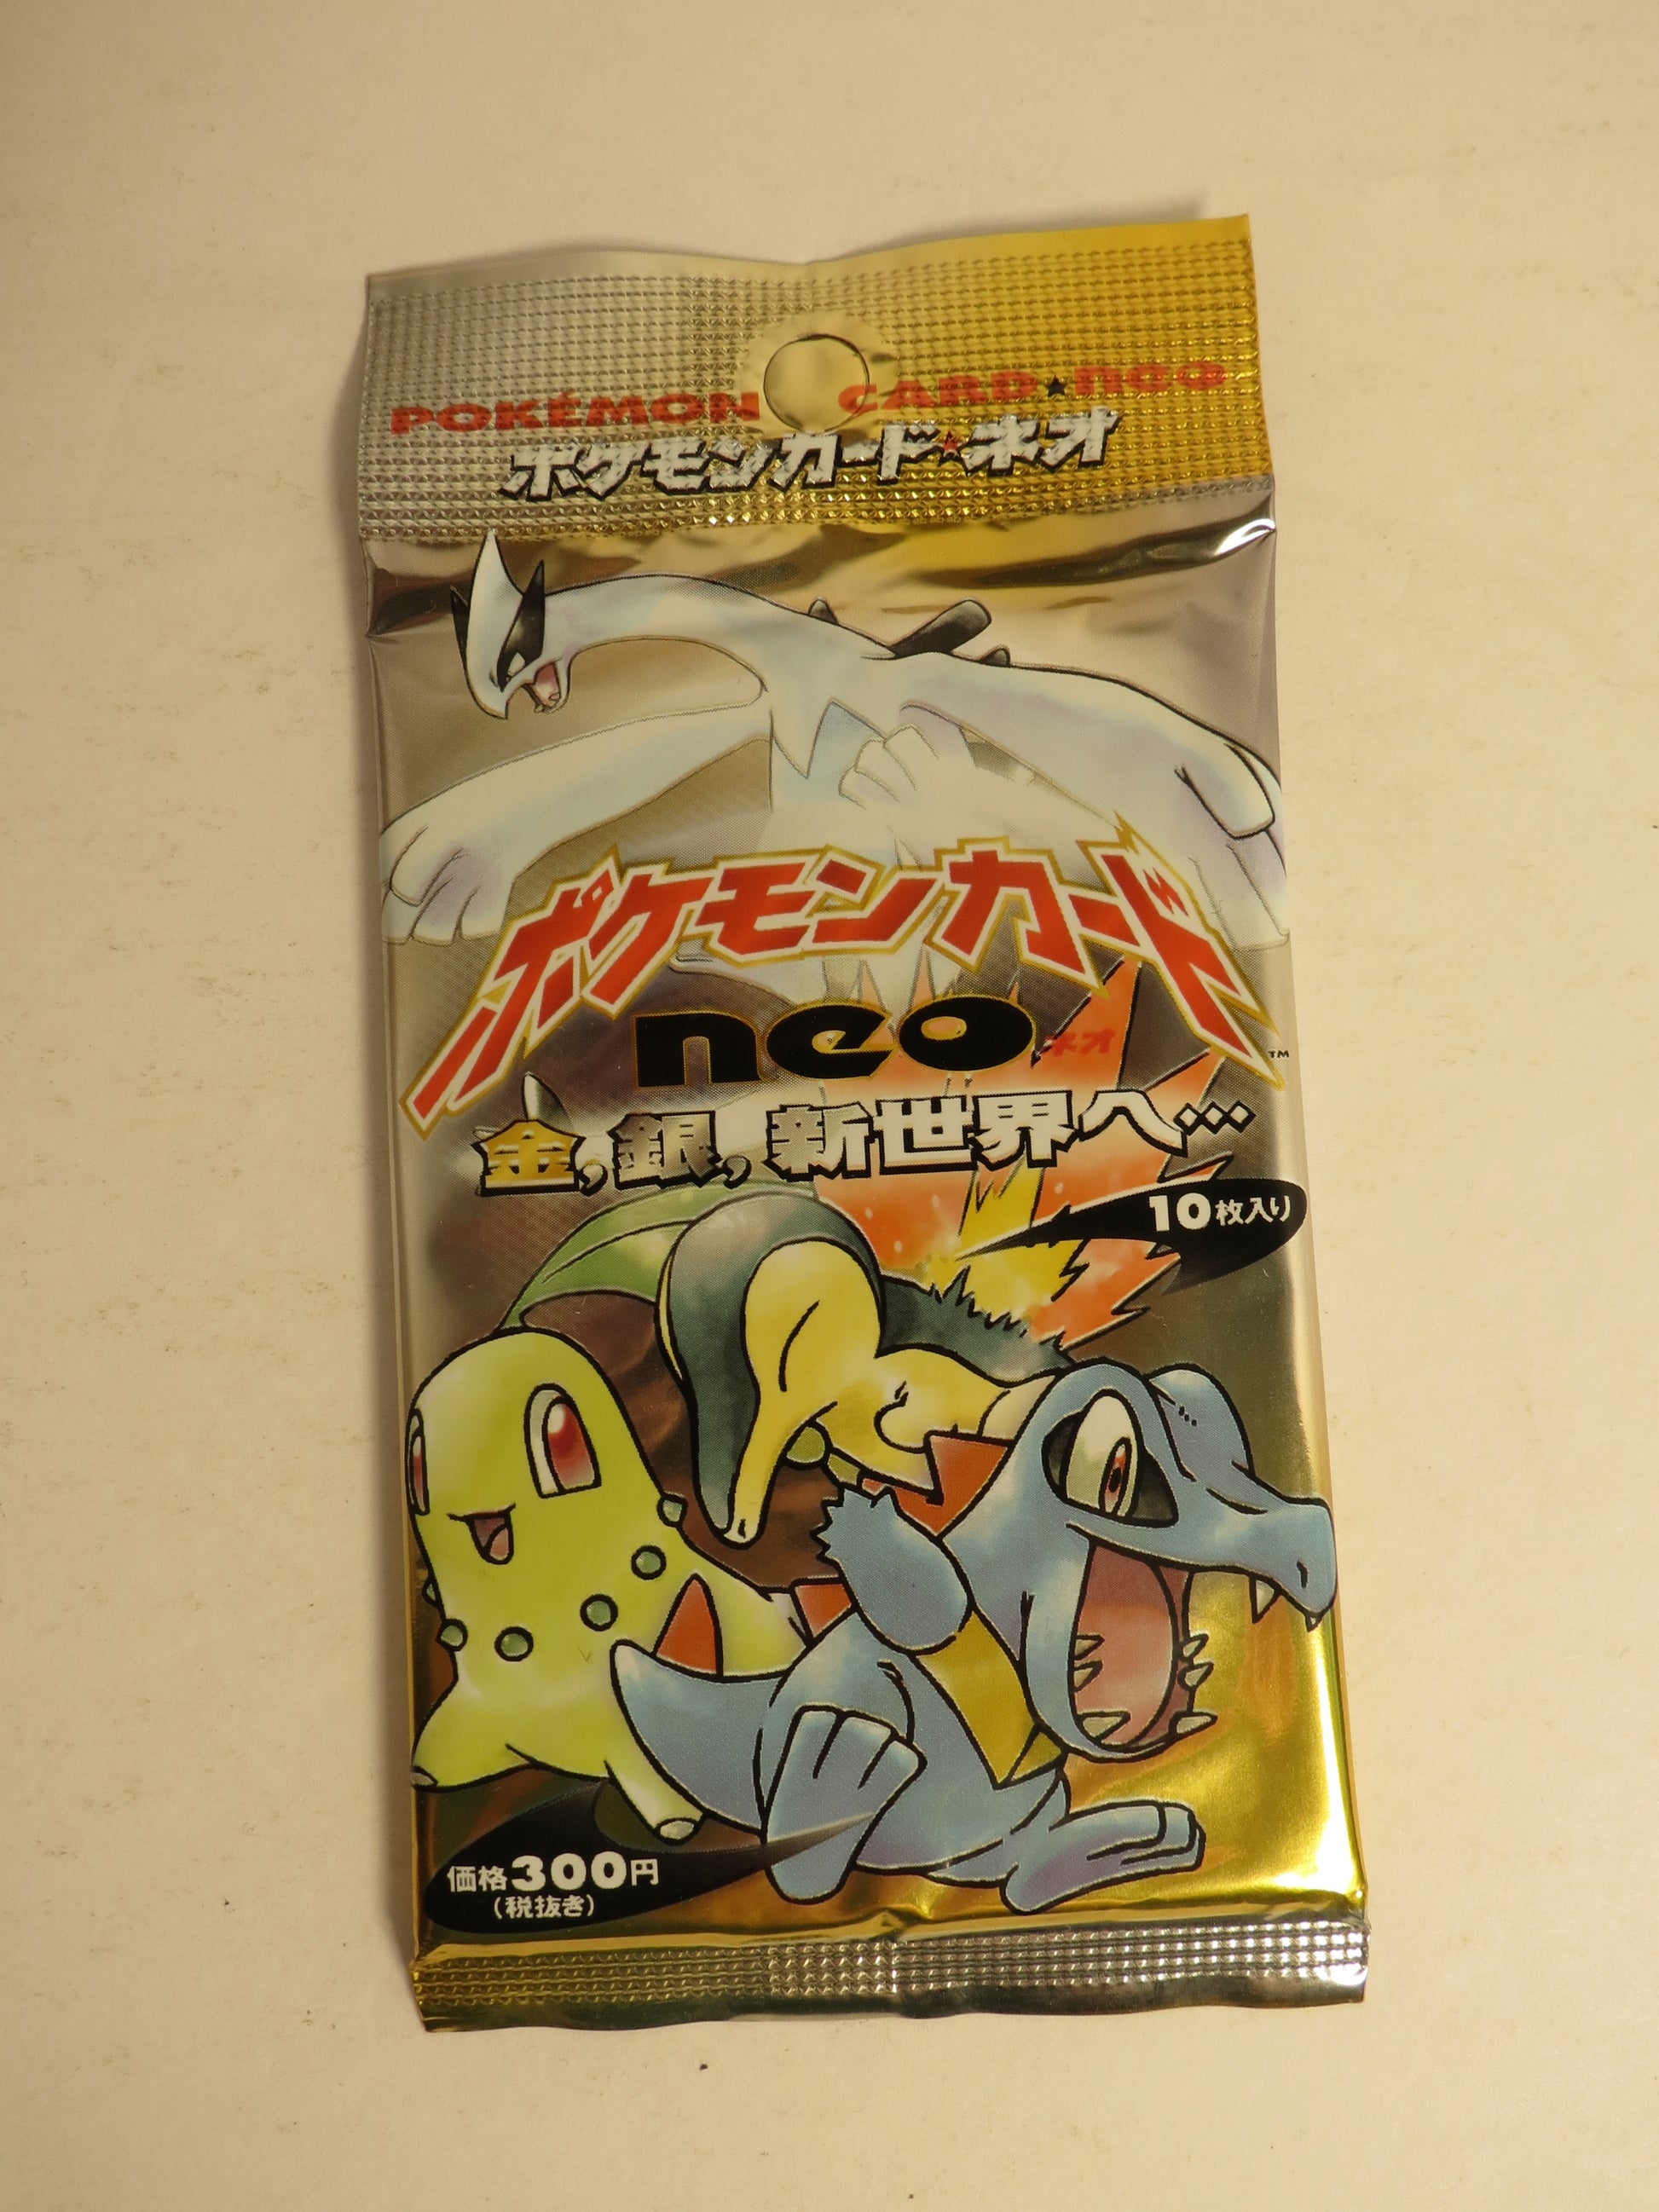 POKÉMON CARD★neo
ポケモンカード★ネオ
ポケモンカード
neo ネオ
TM
金,銀,新世界へ…
10枚入り
価格300円
(税抜き)